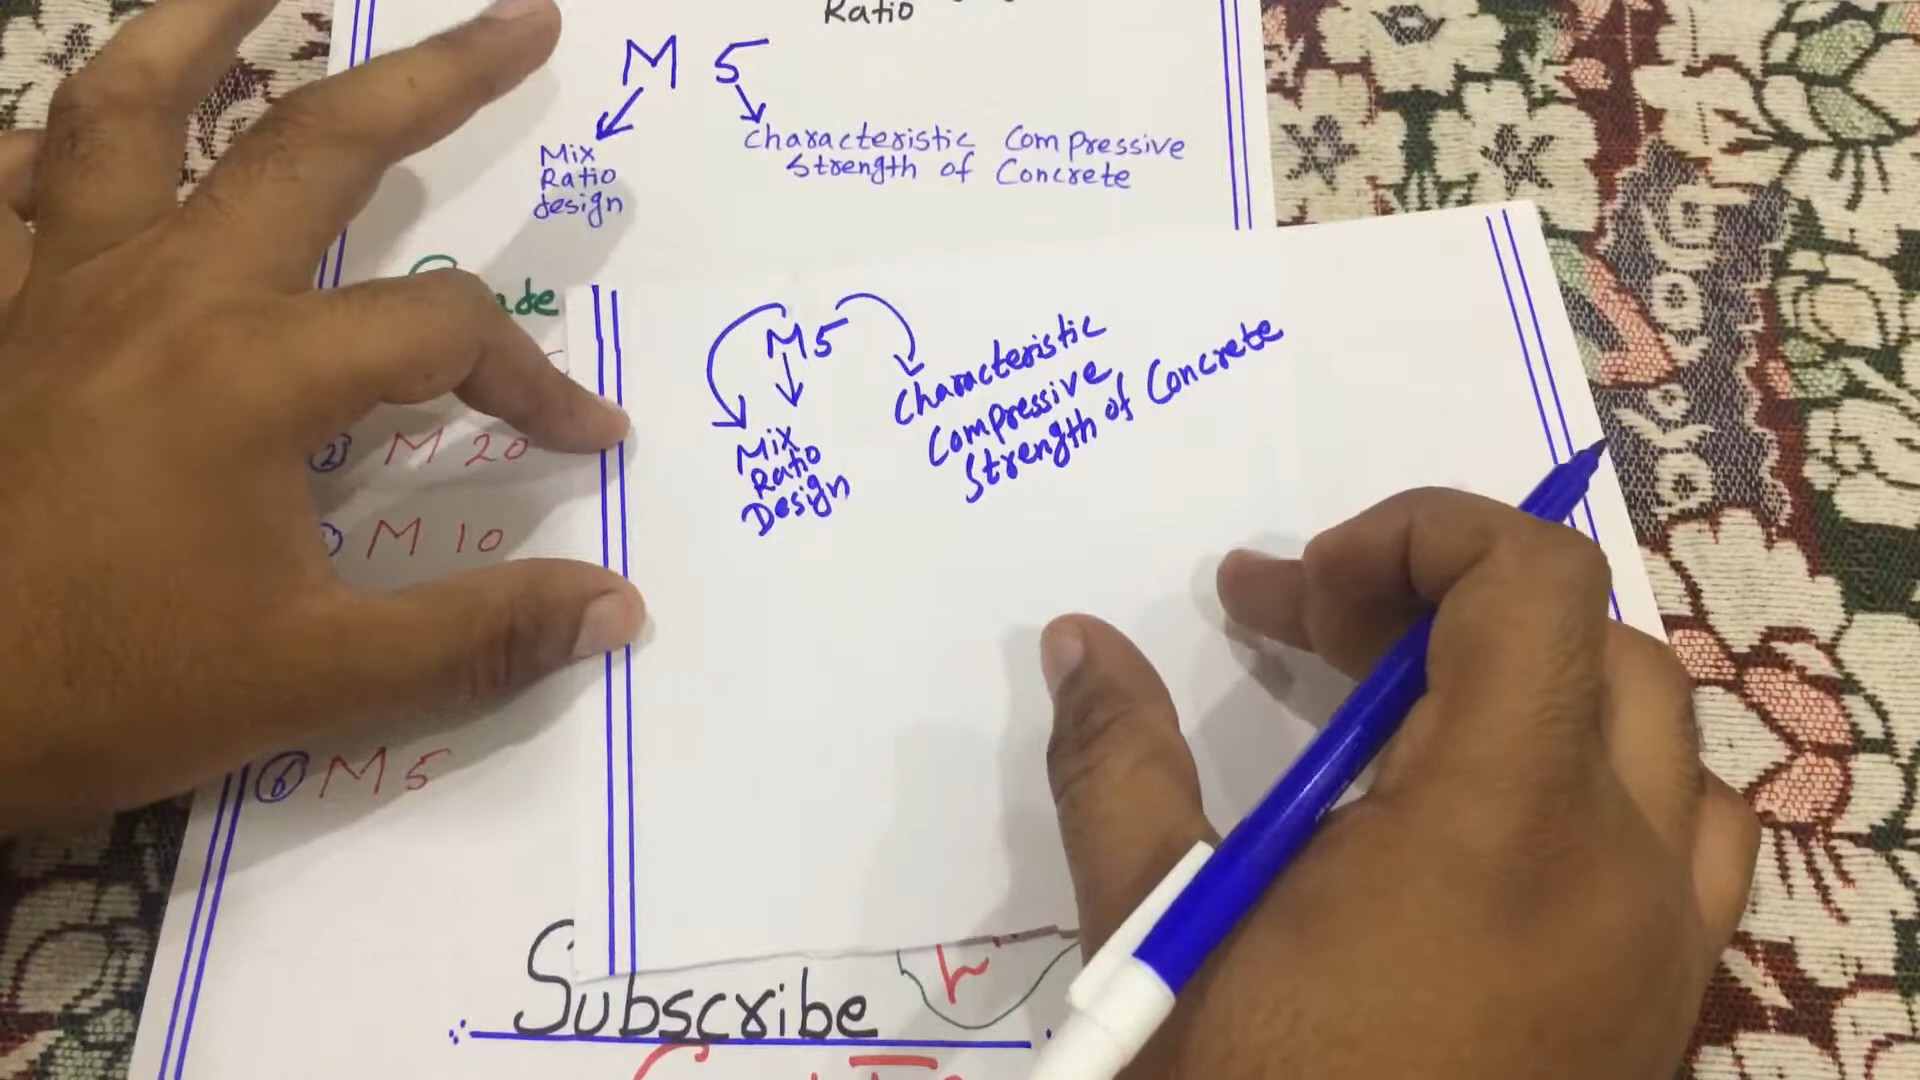 Ratio
M 5
Mix
Ratio
design
Characteristic Compressive
Strength of Concrete
M5
Mix
Ratio
Design
Characteristic
Compressive
Strength of Concrete
M 20
M 10
⑥ M 5
Subscribe